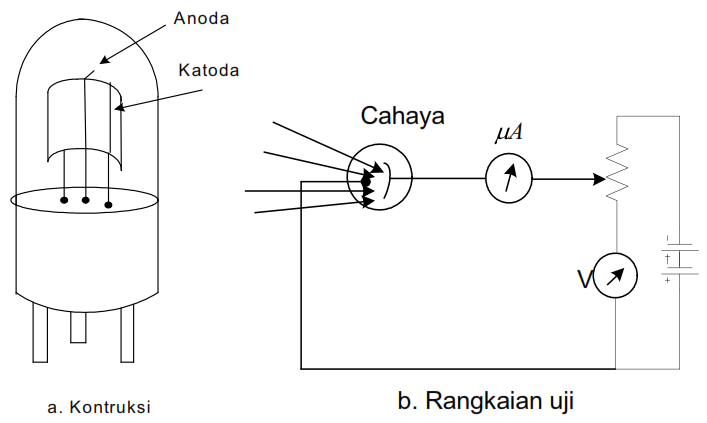 Anoda
Katoda
Cahaya
µA
V
-
+
+
a. Kontruksi
b. Rangkaian uji